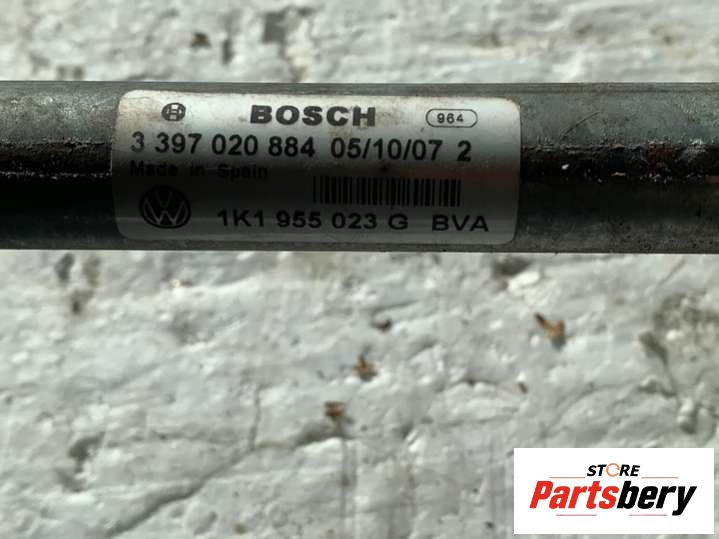 BOSCH 964
3 397 020 884 05/10/07 2
Made in Spain
1K1 955 023 G BVA
STORE
Partsbery